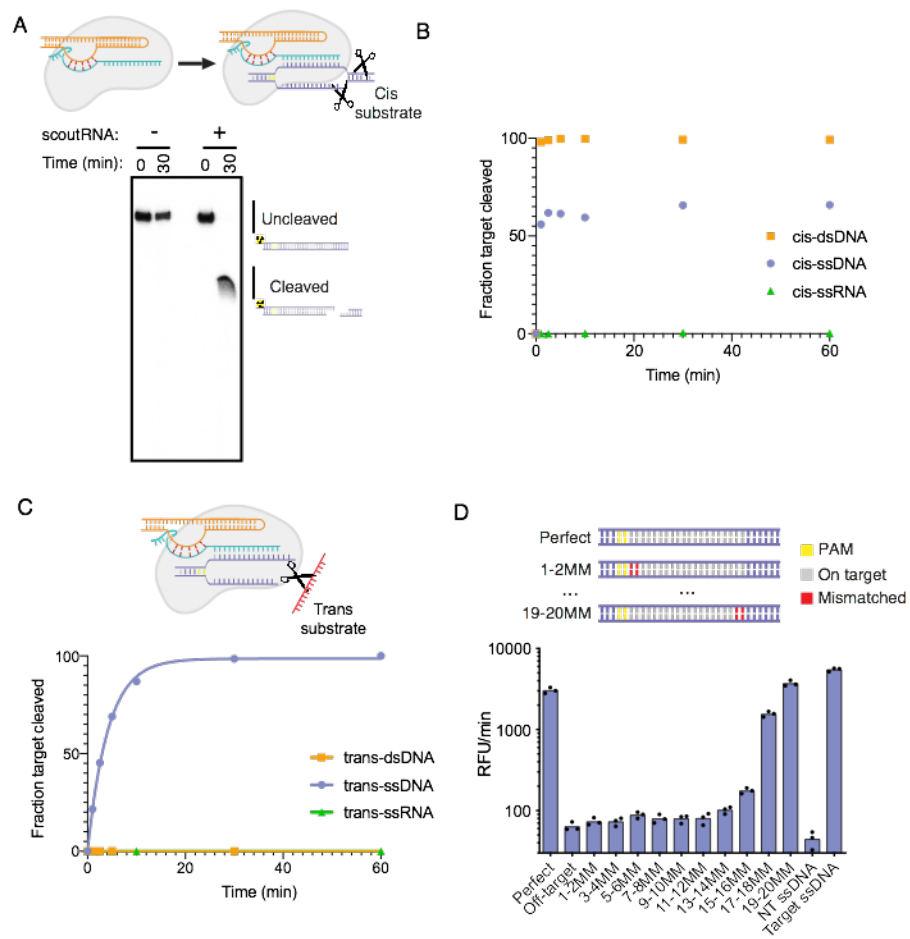 A
Cis
substrate
scoutRNA: - +
Time (min): 0 30 0 30
Uncleaved
Cleaved
B
Fraction target cleaved
100
50
0
0 20 40 60
Time (min)
cis-dsDNA
cis-ssDNA
cis-ssRNA
C
Trans
substrate
Fraction target cleaved
100
50
0
0 20 40 60
Time (min)
trans-dsDNA
trans-ssDNA
trans-ssRNA
D
Perfect
1-2MM
...
...
19-20MM
PAM
On target
Mismatched
RFU/min
10000
1000
100
Perfect
Off-target
1-2MM
3-4MM
5-6MM
7-8MM
9-10MM
11-12MM
13-14MM
15-16MM
17-18MM
19-20MM
NT ssDNA
Target ssDNA